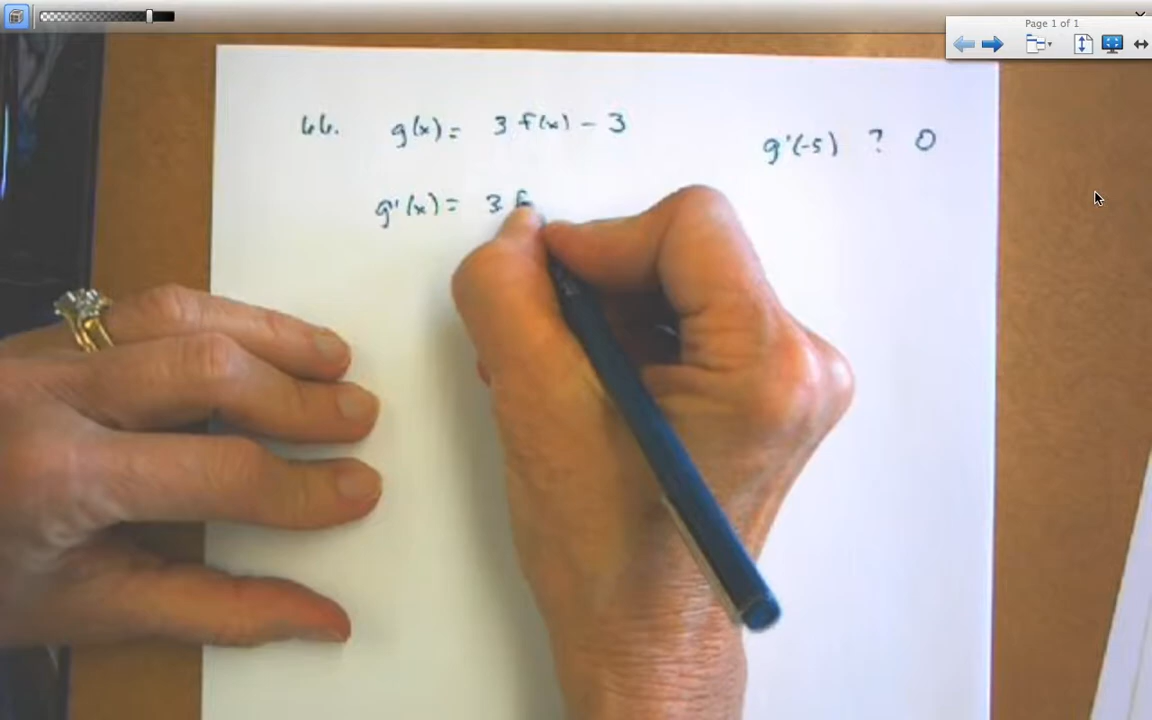 Page 1 of 1
66. g(x) = 3 f(x) - 3
g'(-5) ? 0
g'(x) = 3 f